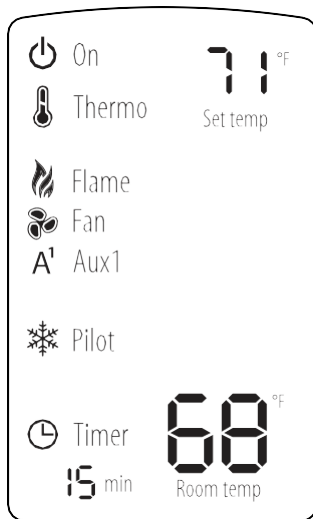 On
71 °F
Thermo
Set temp
Flame
Fan
A1 Aux1
Pilot
68 °F
Timer
15 min
Room temp